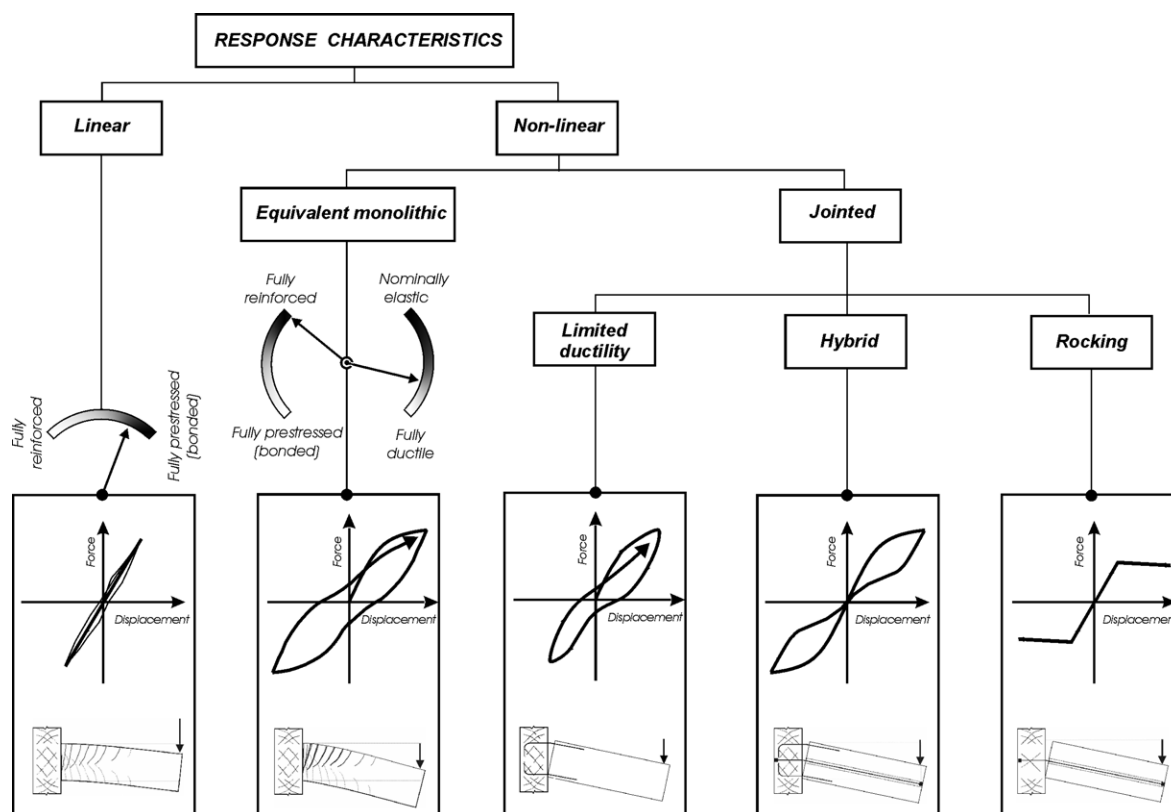 RESPONSE CHARACTERISTICS
Linear
Non-linear
Equivalent monolithic
Jointed
Fully
reinforced
Nominally
elastic
Limited
ductility
Hybrid
Rocking
Fully
reinforced
Fully prestressed
(bonded)
Fully prestressed
(bonded)
Fully
ductile
Force
Displacement
Force
Displacement
Force
Displacement
Force
Displacement
Force
Displacement